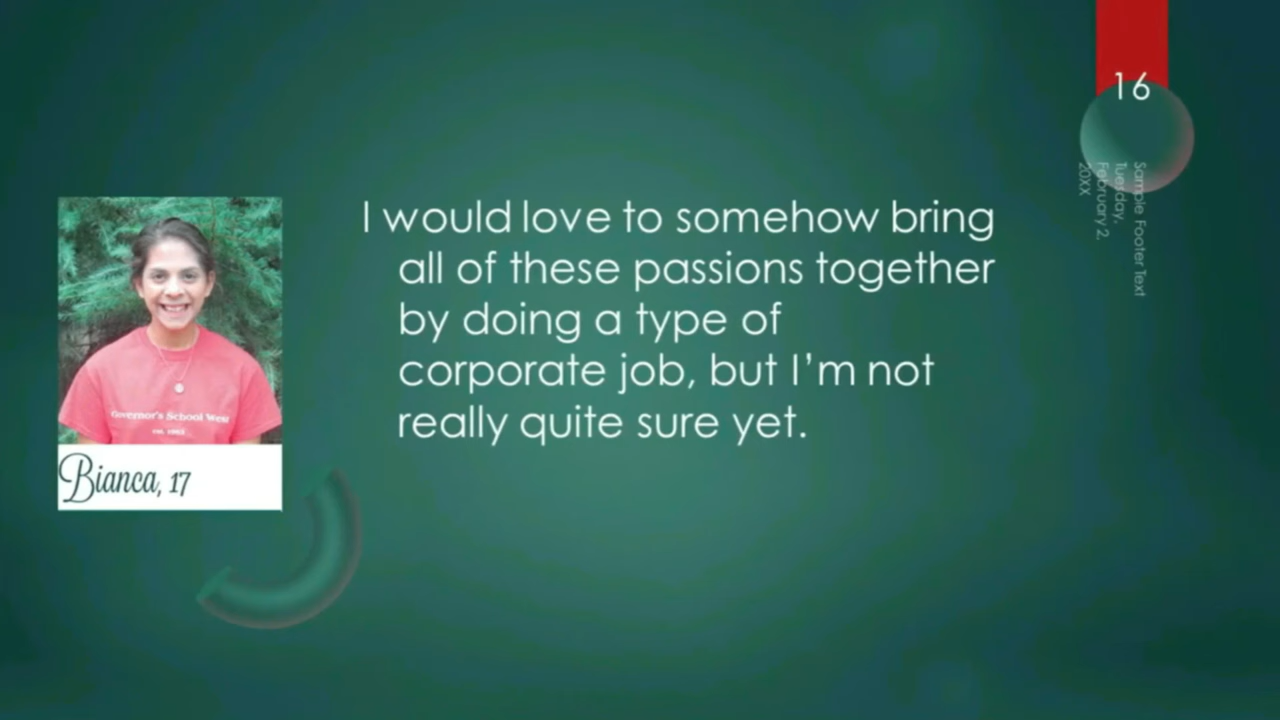 16
Sample Footer Text
Tuesday,
February 2,
20XX
I would love to somehow bring
all of these passions together
by doing a type of
corporate job, but I’m not
really quite sure yet.
Governor's School West
Bianca, 17